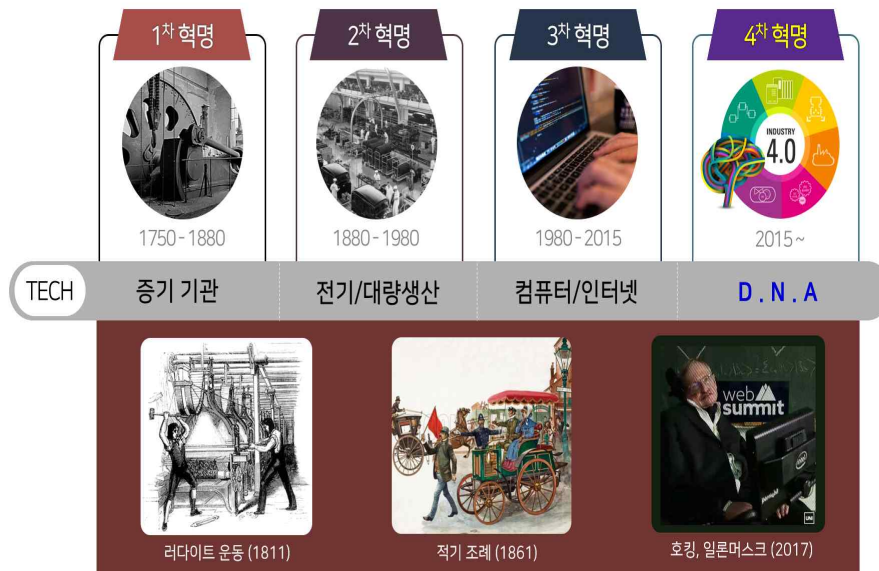 1차 혁명
2차 혁명
3차 혁명
4차 혁명
INDUSTRY
4.0
1750-1880
1880-1980
1980-2015
2015~
TECH
증기 기관
전기/대량생산
컴퓨터/인터넷
D . N . A
web
summit
intel
UNI
러다이트 운동 (1811)
적기 조례 (1861)
호킹, 일론머스크 (2017)